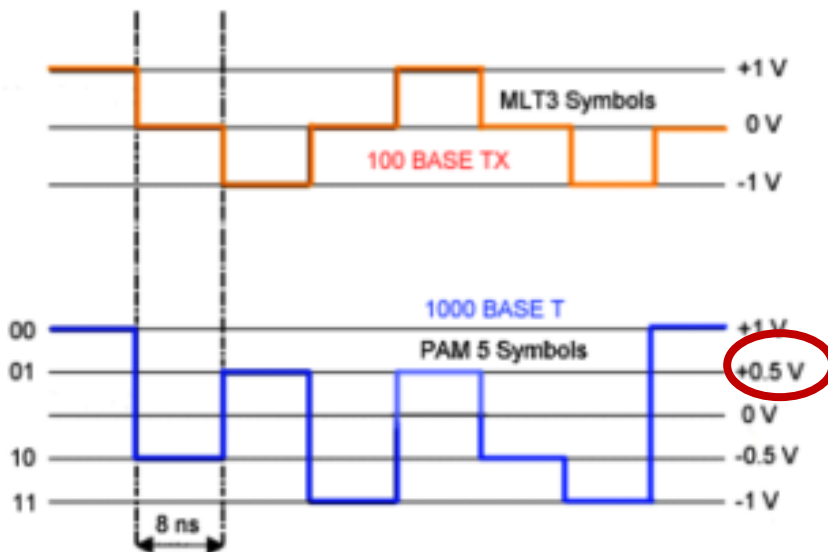 +1 V
MLT3 Symbols
0 V
100 BASE TX
-1 V
1000 BASE T
00
+1 V
PAM 5 Symbols
01
+0.5 V
0 V
10
-0.5 V
11
-1 V
8 ns